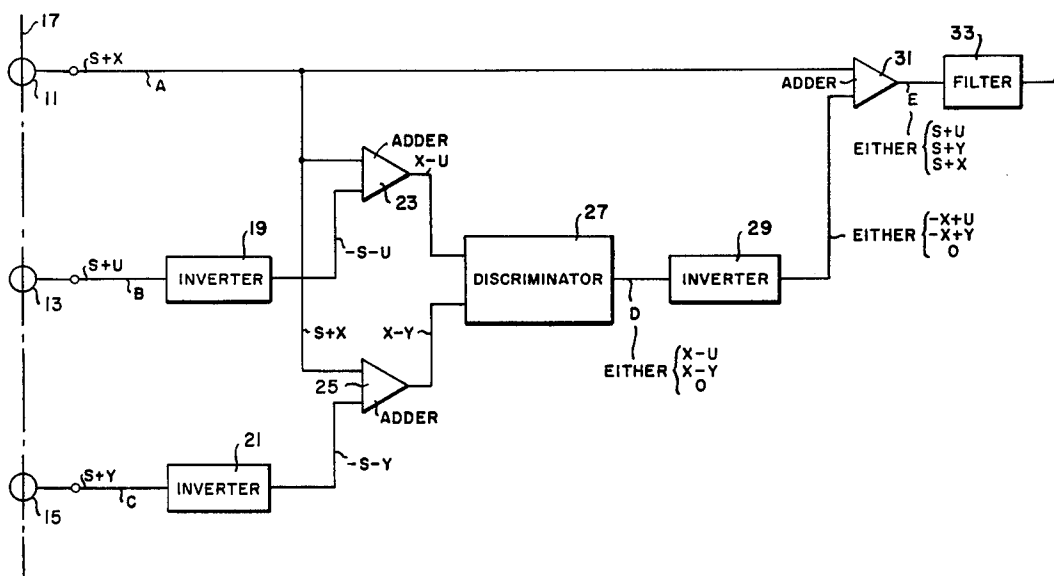 17
S+X
A
11
ADDER
31
33
FILTER
E
EITHER { S+U
S+Y
S+X
ADDER
X-U
23
-S-U
27
DISCRIMINATOR
29
INVERTER
EITHER { -X+U
-X+Y
0
19
S+U
B
INVERTER
13
D
S+X
X-Y
EITHER { X-U
X-Y
0
25
ADDER
-S-Y
21
S+Y
C
INVERTER
15